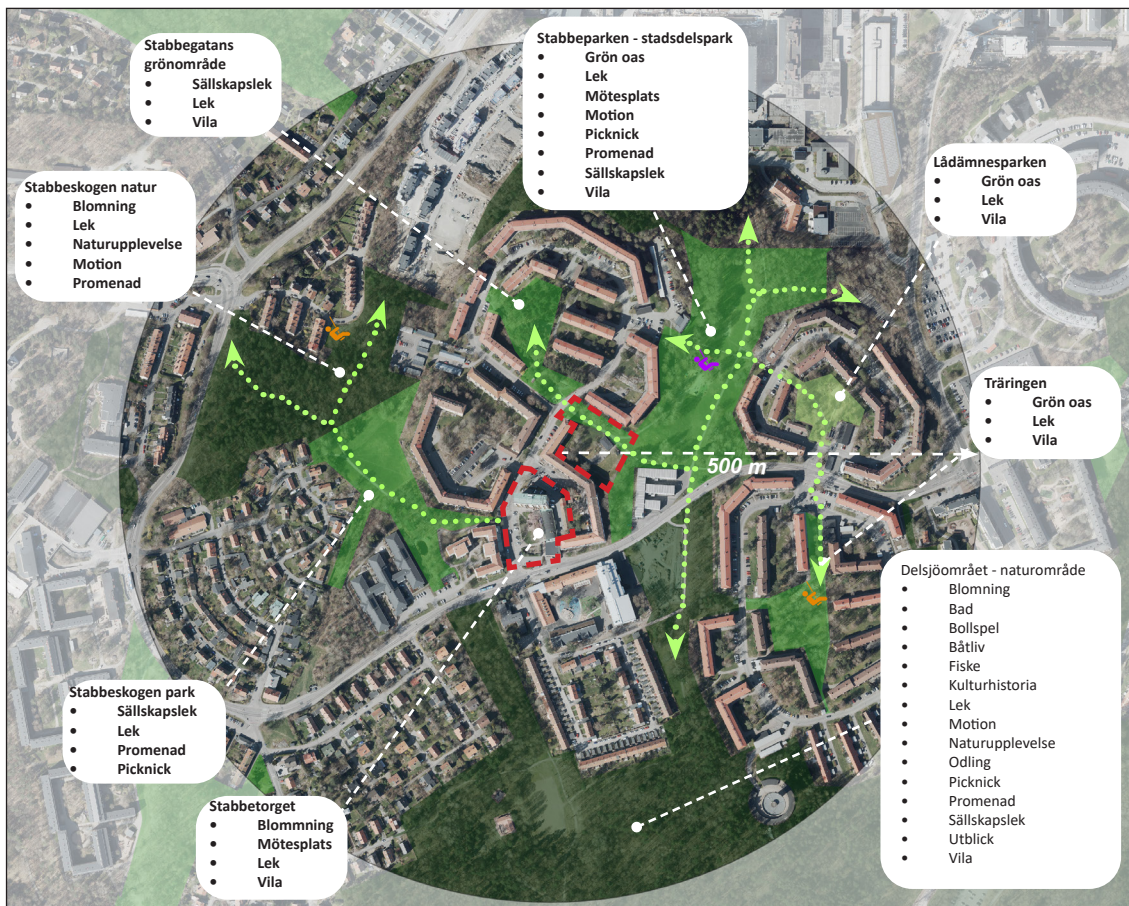 Stabbegatans
grönområde
• Sällskapslek
• Lek
• Vila
Stabbeparken - stadsdelspark
• Grön oas
• Lek
• Mötesplats
• Motion
• Picknick
• Promenad
• Sällskapslek
• Vila
Lådämnesparken
• Grön oas
• Lek
• Vila
Stabbeskogen natur
• Blomning
• Lek
• Naturupplevelse
• Motion
• Promenad
Träringen
• Grön oas
• Lek
• Vila
500 m
Delsjöområet - naturområde
• Blomning
• Bad
• Bollspel
• Båtliv
• Fiske
• Kulturhistoria
• Lek
• Motion
• Naturupplevelse
• Odling
• Picknick
• Promenad
• Sällskapslek
• Utblick
• Vila
Stabbeskogen park
• Sällskapslek
• Lek
• Promenad
• Picknick
Stabbetorget
• Blommning
• Mötesplats
• Lek
• Vila